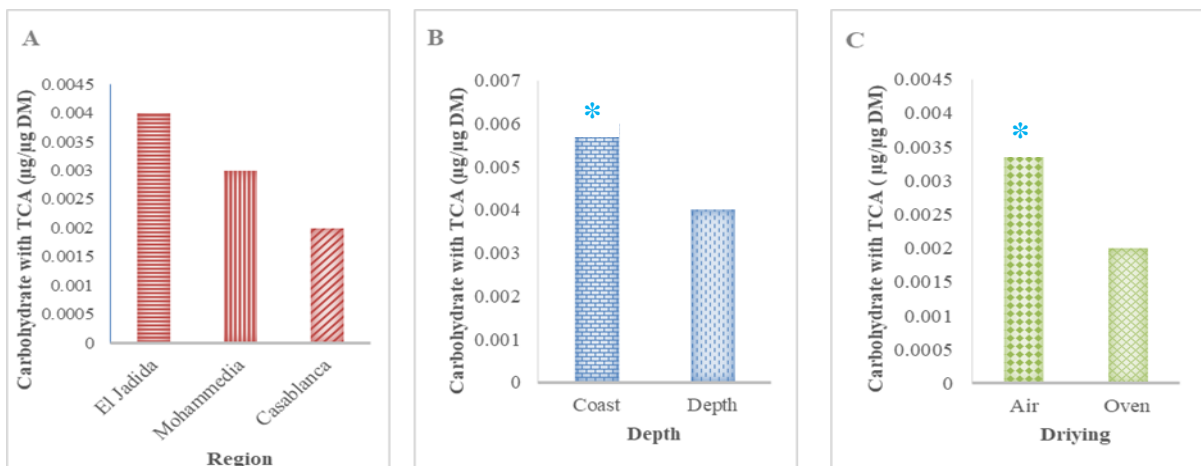 A
Carbohydrate with TCA (µg/µg DM)
0.0045
0.004
0.0035
0.003
0.0025
0.002
0.0015
0.001
0.0005
0
El Jadida
Mohammedia
Casablanca
Region
B
Carbohydrate with TCA (µg/µg DM)
0.007
0.006
0.005
0.004
0.003
0.002
0.001
0
*
Coast
Depth
Depth
C
Carbohydrate with TCA ( µg/µg DM)
0.0045
0.004
0.0035
0.003
0.0025
0.002
0.0015
0.001
0.0005
0
*
Air
Oven
Driying